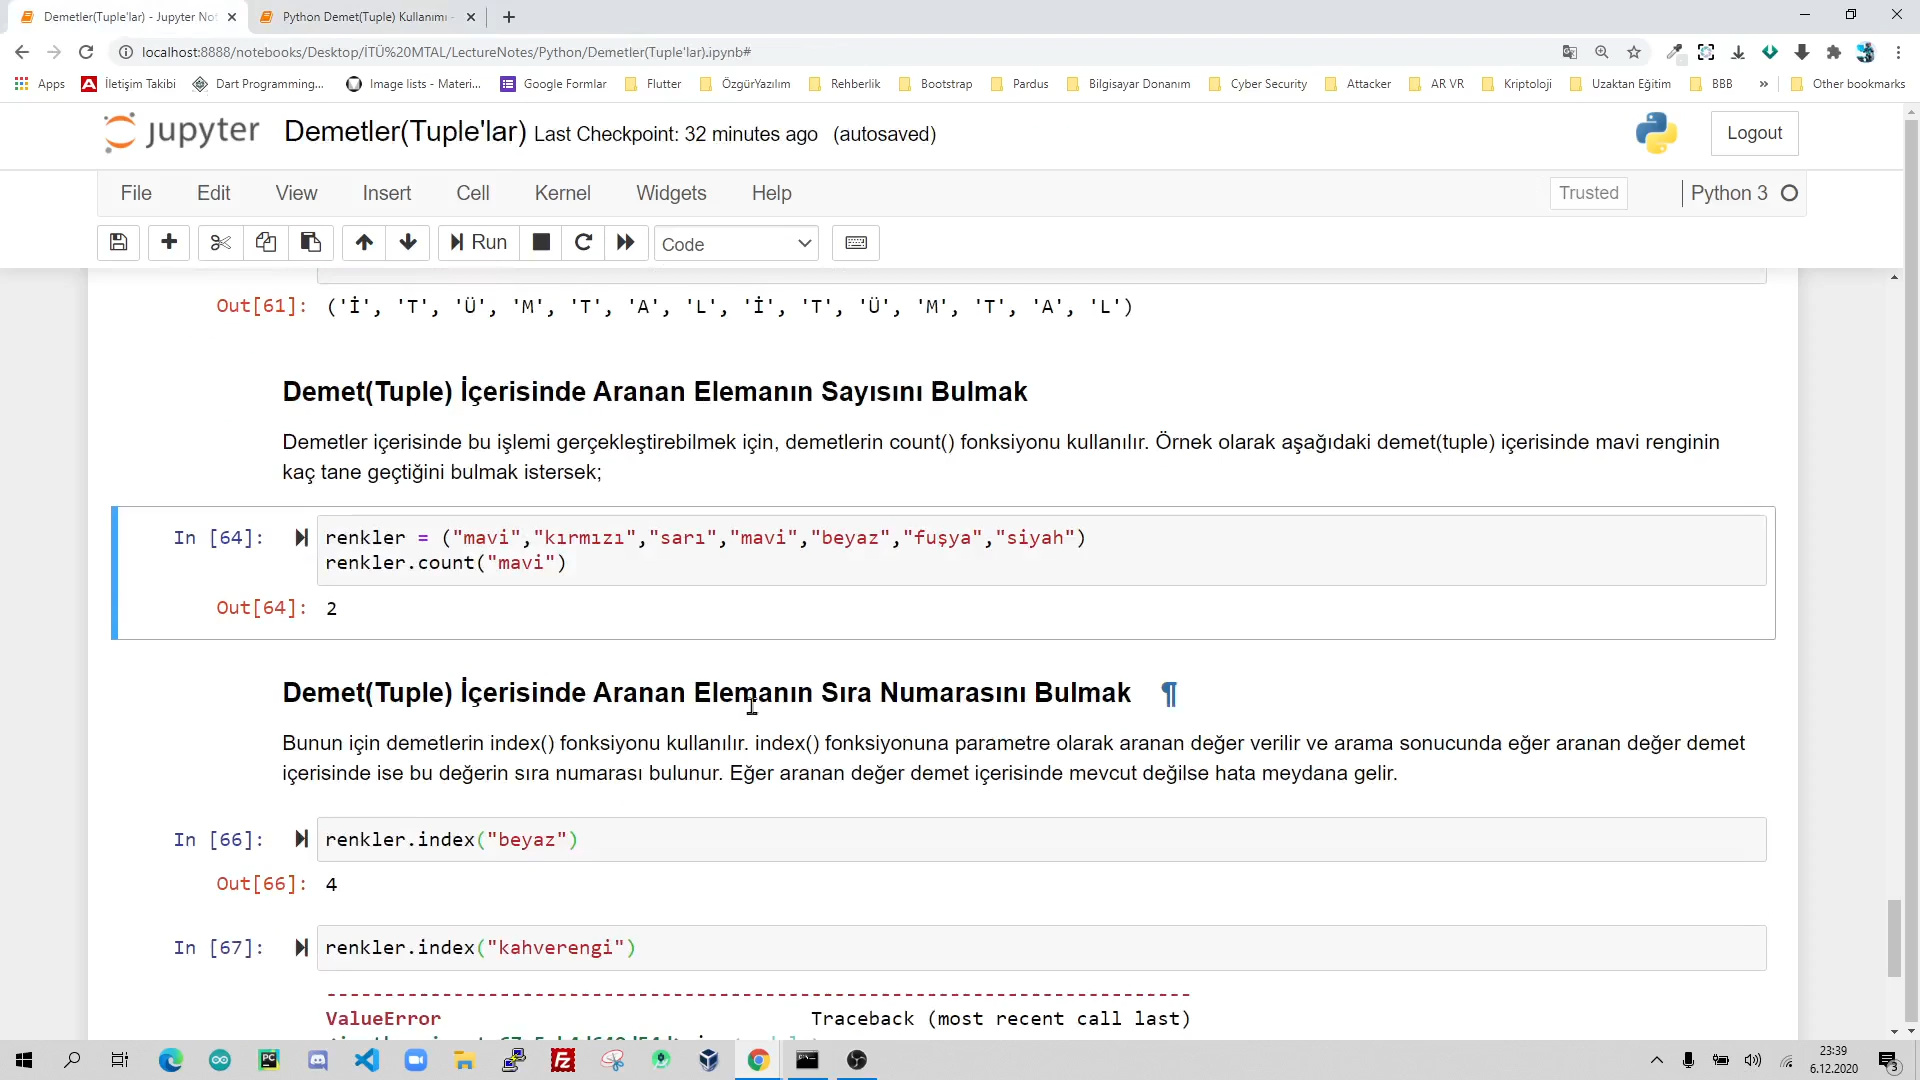 Demetler(Tuple'lar) - Jupyter Not
Python Demet(Tuple) Kullanımı -
localhost:8888/notebooks/Desktop/İTÜ%20MTAL/LectureNotes/Python/Demetler(Tuple'lar).ipynb#
Apps İletişim Takibi Dart Programming... Image lists - Materi... Google Formlar Flutter ÖzgürYazılım Rehberlik Bootstrap Pardus Bilgisayar Donanım Cyber Security Attacker AR VR Kriptoloji Uzaktan Eğitim BBB » Other bookmarks
jupyter Demetler(Tuple'lar) Last Checkpoint: 32 minutes ago (autosaved) Logout
File Edit View Insert Cell Kernel Widgets Help Trusted Python 3
Run Code
Out[61]: ('İ', 'T', 'Ü', 'M', 'T', 'A', 'L', 'İ', 'T', 'Ü', 'M', 'T', 'A', 'L')
Demet(Tuple) İçerisinde Aranan Elemanın Sayısını Bulmak
Demetler içerisinde bu işlemi gerçekleştirebilmek için, demetlerin count() fonksiyonu kullanılır. Örnek olarak aşağıdaki demet(tuple) içerisinde mavi renginin
kaç tane geçtiğini bulmak istersek;
In [64]: renkler = ("mavi","kırmızı","sarı","mavi","beyaz","fuşya","siyah")
renkler.count("mavi")
Out[64]: 2
Demet(Tuple) İçerisinde Aranan Elemanın Sıra Numarasını Bulmak ¶
Bunun için demetlerin index() fonksiyonu kullanılır. index() fonksiyonuna parametre olarak aranan değer verilir ve arama sonucunda eğer aranan değer demet
içerisinde ise bu değerin sıra numarası bulunur. Eğer aranan değer demet içerisinde mevcut değilse hata meydana gelir.
In [66]: renkler.index("beyaz")
Out[66]: 4
In [67]: renkler.index("kahverengi")
---------------------------------------------------------------------------
ValueError Traceback (most recent call last)
23:39
6.12.2020
3